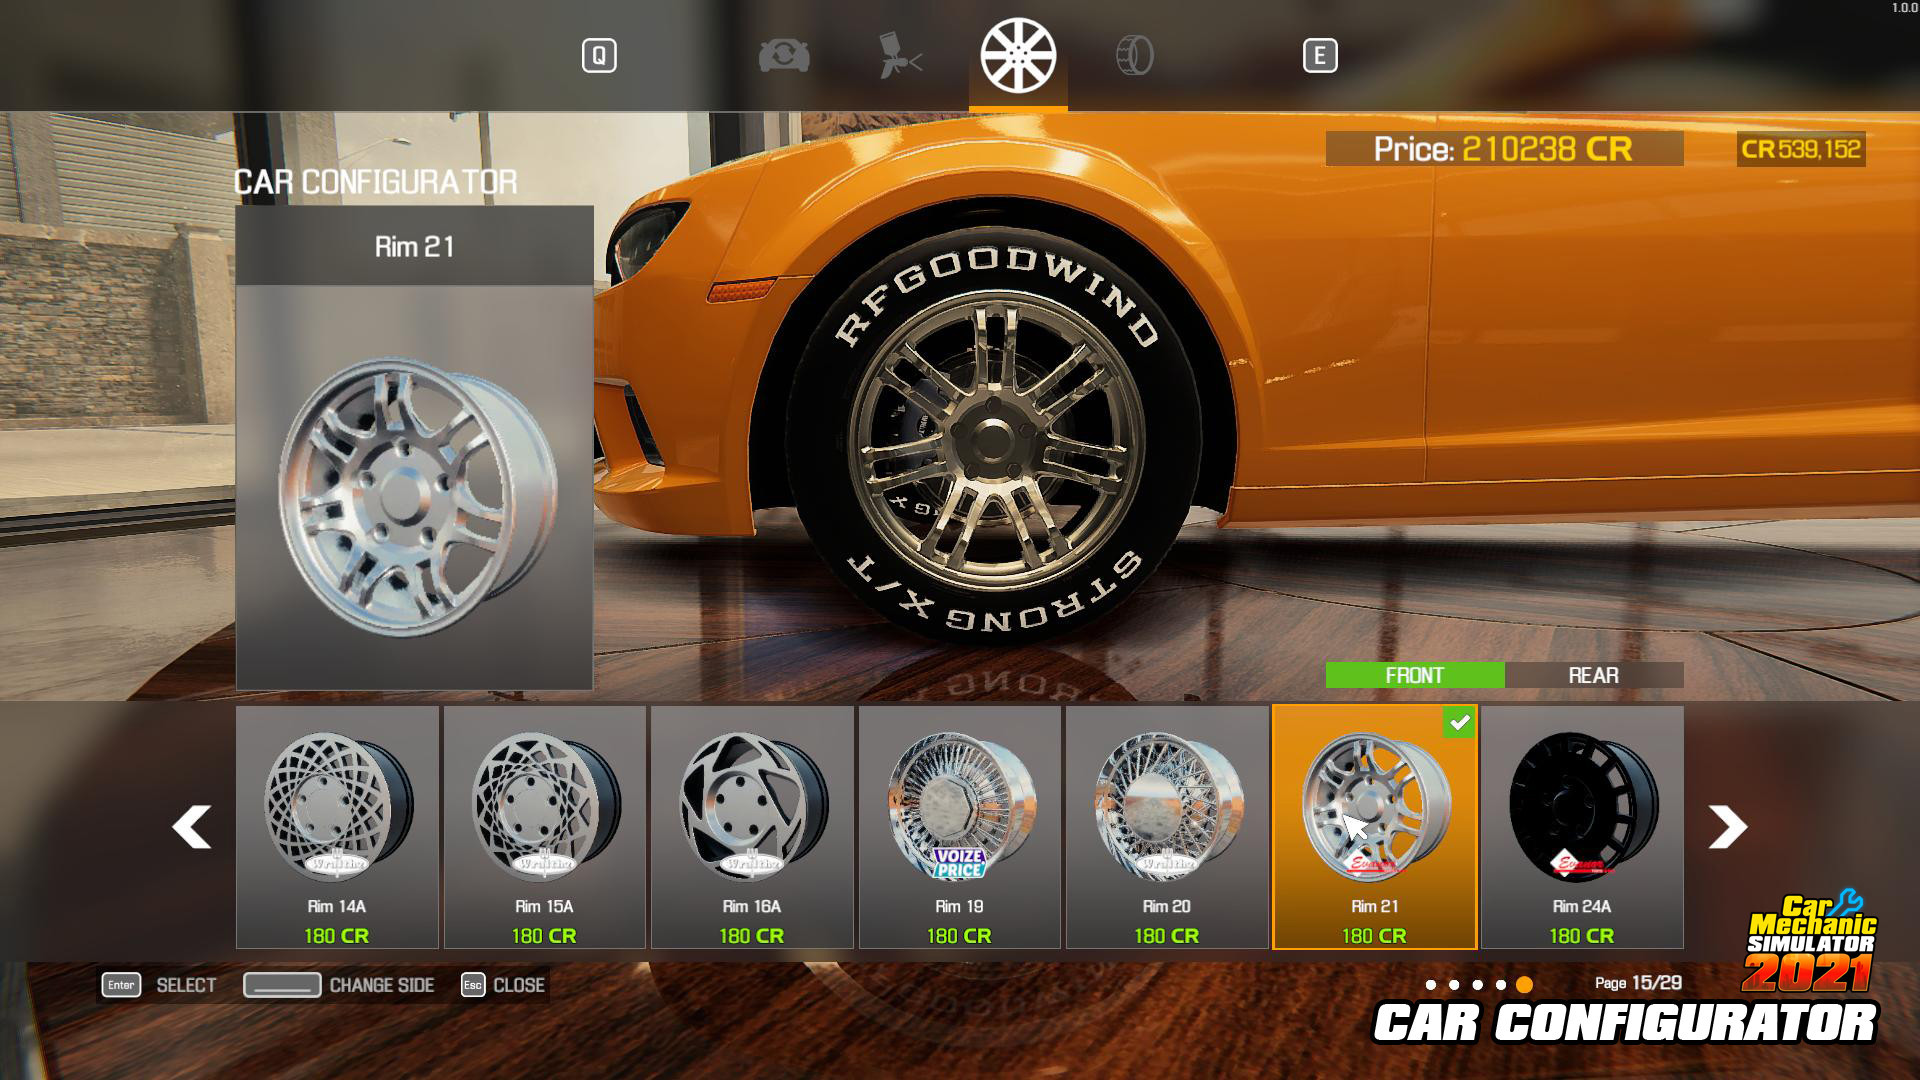 1.0.0
Q
E
Price: 210238 CR
CR 539,152
CAR CONFIGURATOR
Rim 21
RFGOODWIND
STRONG X/T
FRONT
REAR
VOIZE
PRICE
Evanor
Evanor
Rim 14A
Rim 15A
Rim 16A
Rim 19
Rim 20
Rim 21
Rim 24A
180 CR
180 CR
180 CR
180 CR
180 CR
180 CR
180 CR
Enter SELECT
CHANGE SIDE
Esc CLOSE
Page 15/29
Car
Mechanic
SIMULATOR
2021
CAR CONFIGURATOR